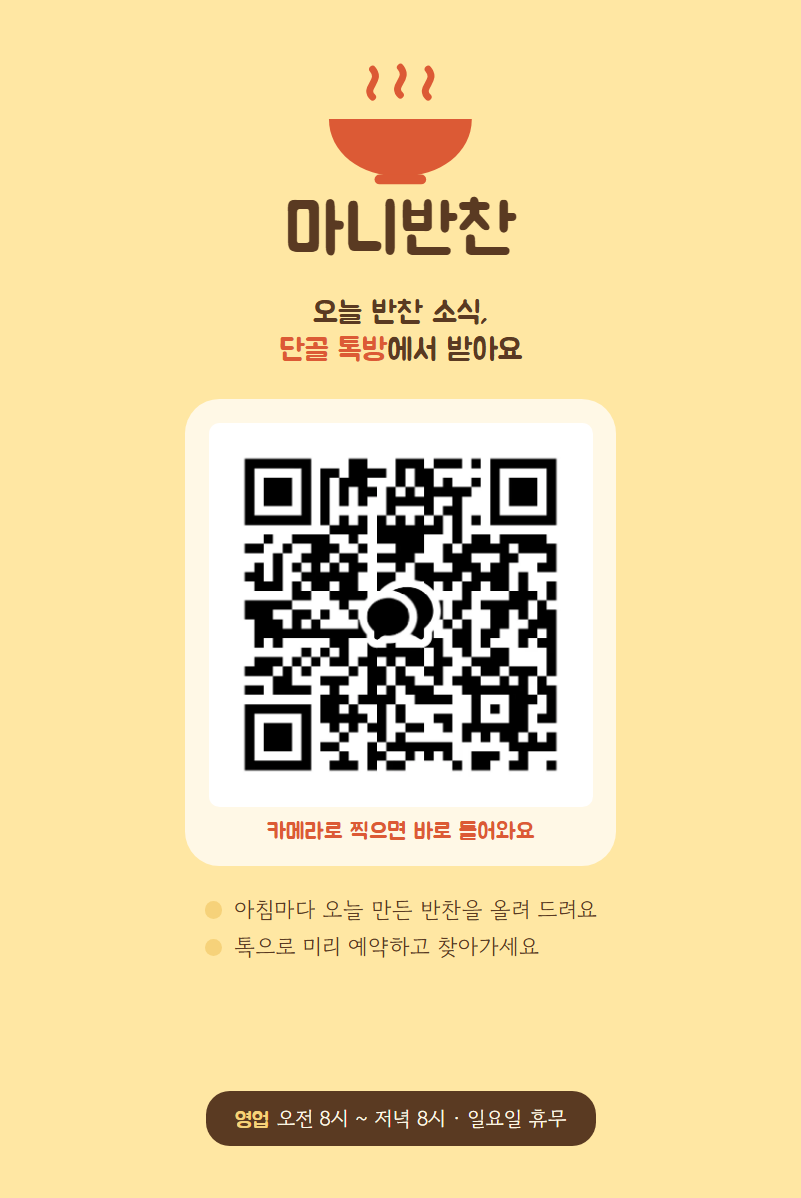 마니반찬
오늘 반찬 소식,
단골 톡방에서 받아요
카메라로 찍으면 바로 들어와요
아침마다 오늘 만든 반찬을 올려 드려요
톡으로 미리 예약하고 찾아가세요
영업 오전 8시 ~ 저녁 8시 · 일요일 휴무